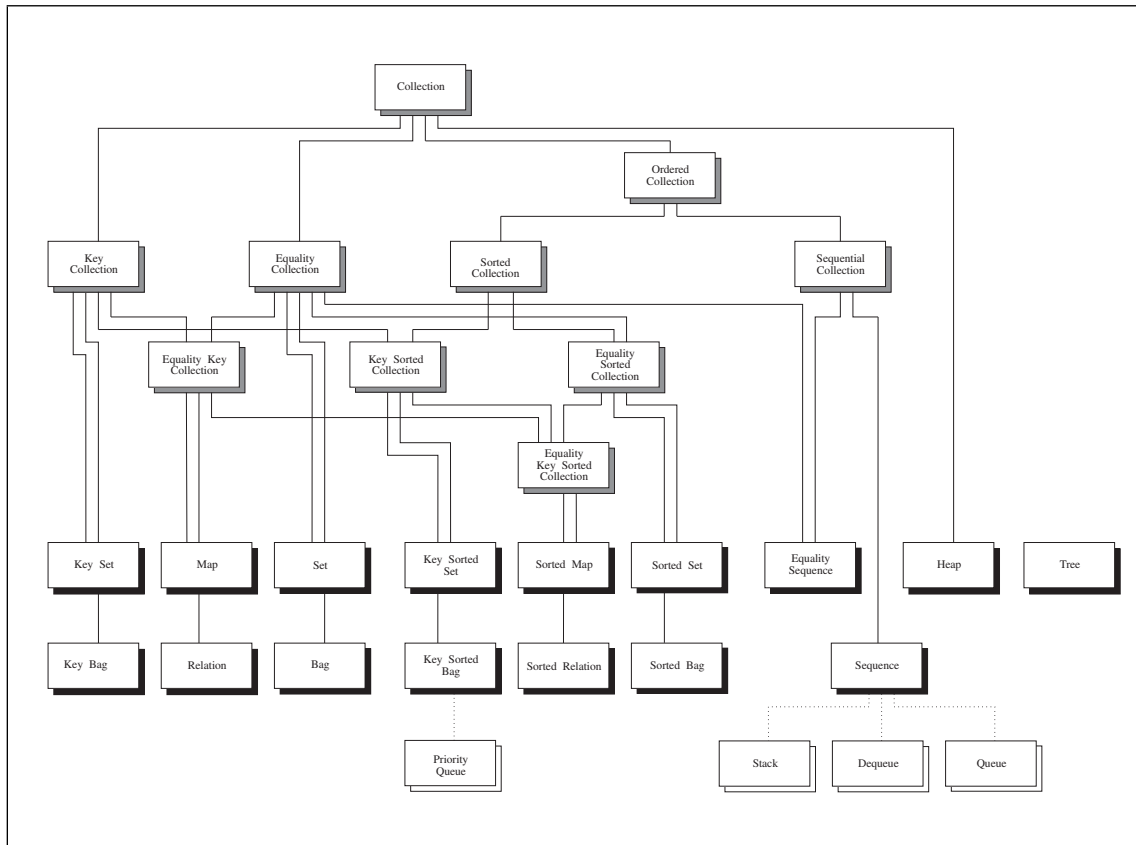 Collection
Ordered
Collection
Key
Collection
Equality
Collection
Sorted
Collection
Sequential
Collection
Equality Key
Collection
Key Sorted
Collection
Equality
Sorted
Collection
Equality
Key Sorted
Collection
Key Set
Map
Set
Key Sorted
Set
Sorted Map
Sorted Set
Equality
Sequence
Heap
Tree
Key Bag
Relation
Bag
Key Sorted
Bag
Sorted Relation
Sorted Bag
Sequence
Priority
Queue
Stack
Dequeue
Queue